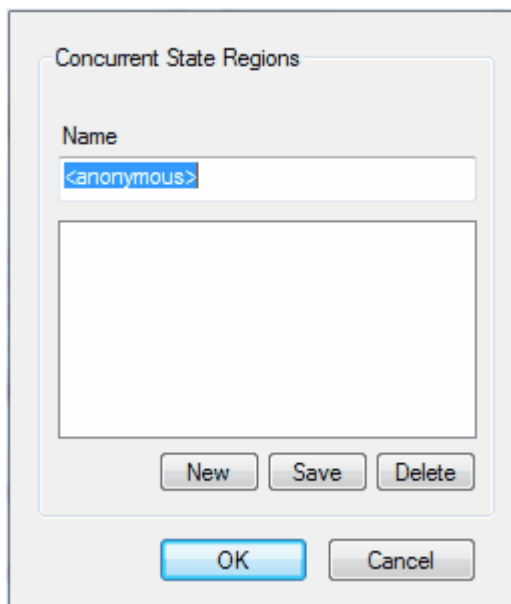 Concurrent State Regions
Name
<anonymous>
New Save Delete
OK Cancel